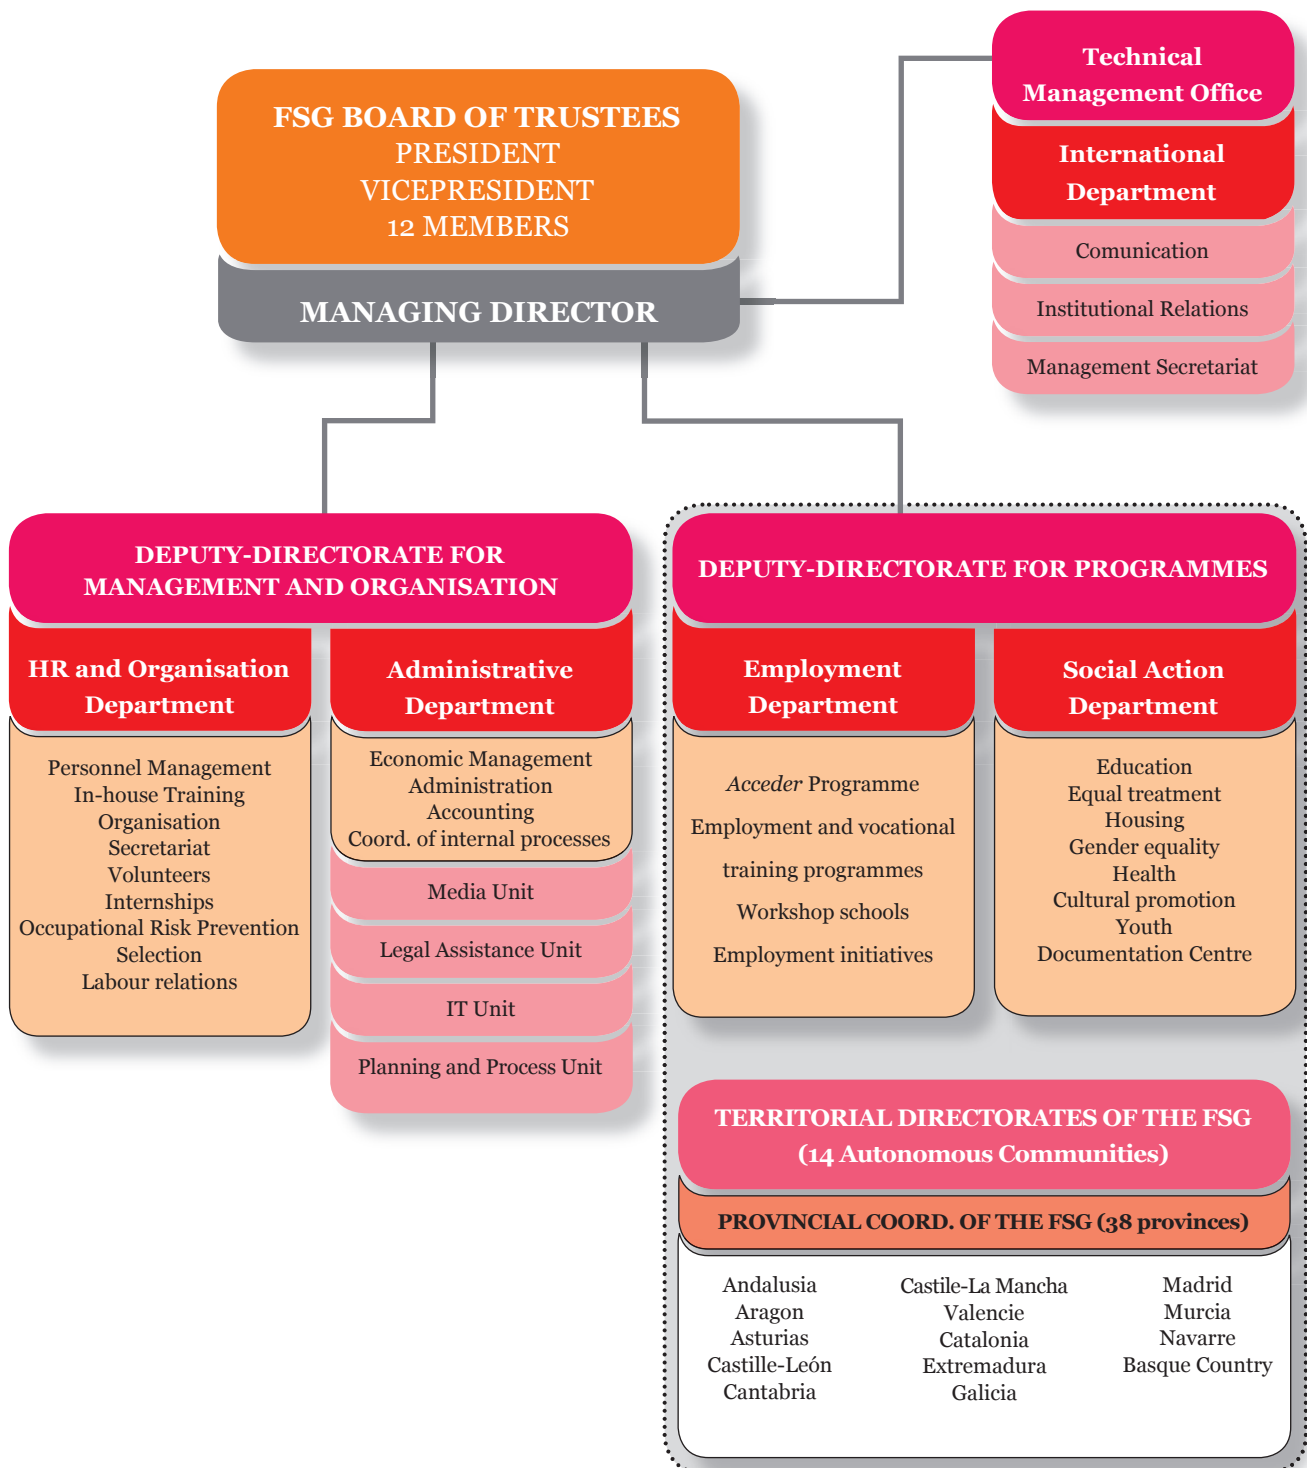 FSG BOARD OF TRUSTEES
PRESIDENT
VICEPRESIDENT
12 MEMBERS
MANAGING DIRECTOR
Technical
Management Office
International
Department
Comunication
Institutional Relations
Management Secretariat
DEPUTY-DIRECTORATE FOR
MANAGEMENT AND ORGANISATION
HR and Organisation
Department
Personnel Management
In-house Training
Organisation
Secretariat
Volunteers
Internships
Occupational Risk Prevention
Selection
Labour relations
Administrative
Department
Economic Management
Administration
Accounting
Coord. of internal processes
Media Unit
Legal Assistance Unit
IT Unit
Planning and Process Unit
DEPUTY-DIRECTORATE FOR PROGRAMMES
Employment
Department
Acceder Programme
Employment and vocational
training programmes
Workshop schools
Employment initiatives
Social Action
Department
Education
Equal treatment
Housing
Gender equality
Health
Cultural promotion
Youth
Documentation Centre
TERRITORIAL DIRECTORATES OF THE FSG
(14 Autonomous Communities)
PROVINCIAL COORD. OF THE FSG (38 provinces)
Andalusia
Aragon
Asturias
Castille-León
Cantabria
Castile-La Mancha
Valencie
Catalonia
Extremadura
Galicia
Madrid
Murcia
Navarre
Basque Country